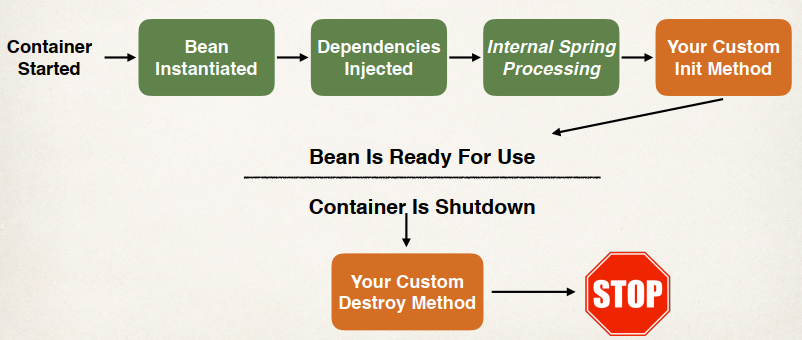 Container
Started
Bean
Instantiated
Dependencies
Injected
Internal Spring
Processing
Your Custom
Init Method
Bean Is Ready For Use
Container Is Shutdown
Your Custom
Destroy Method
STOP